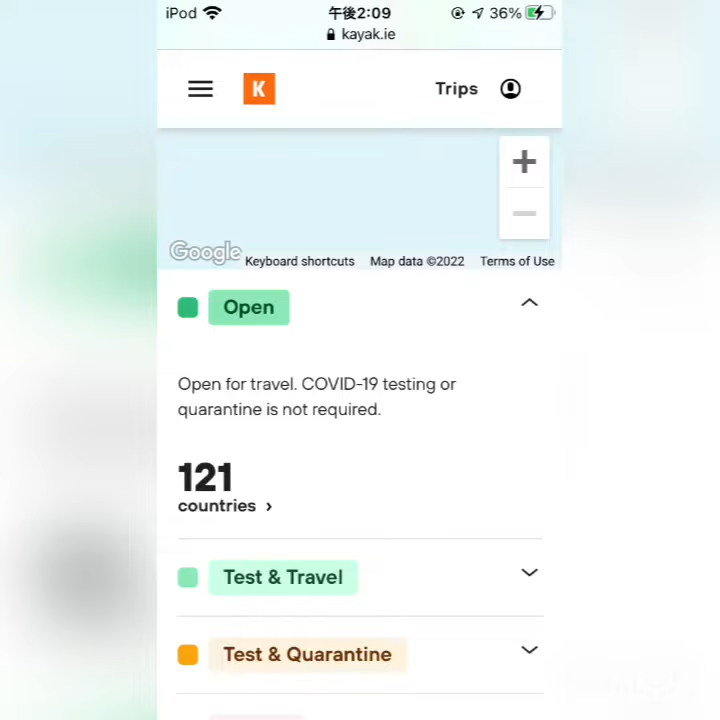 iPod 午後2:09 36%
kayak.ie
K Trips
Google Keyboard shortcuts Map data ©2022 Terms of Use
Open
Open for travel. COVID-19 testing or
quarantine is not required.
121
countries ›
Test & Travel
Test & Quarantine